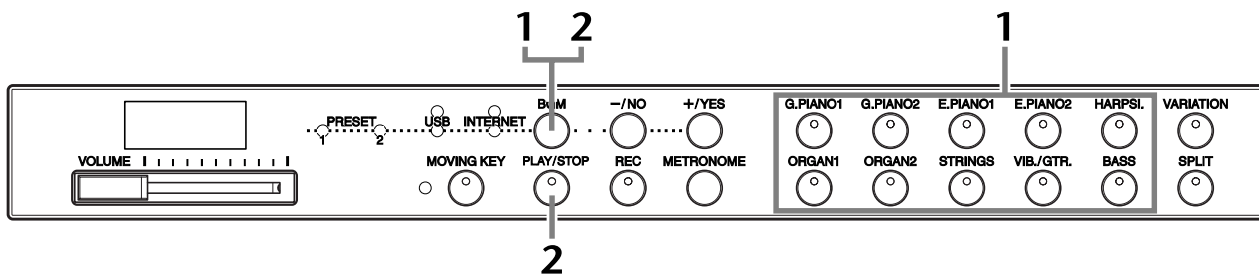 1 2 1
BGM −/NO +/YES G.PIANO1 G.PIANO2 E.PIANO1 E.PIANO2 HARPSI. VARIATION
PRESET USB INTERNET
1 2
VOLUME MOVING KEY PLAY/STOP REC METRONOME ORGAN1 ORGAN2 STRINGS VIB./GTR. BASS SPLIT
2